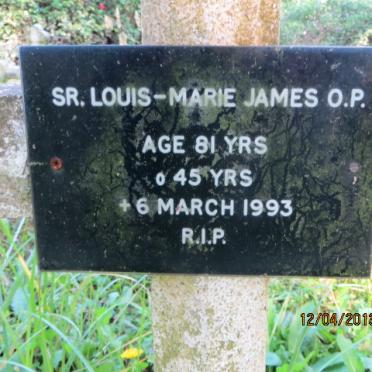 SR. LOUIS-MARIE JAMES O.P.
AGE 81 YRS
o 45 YRS
+6 MARCH 1993
R.I.P.
12/04/2013